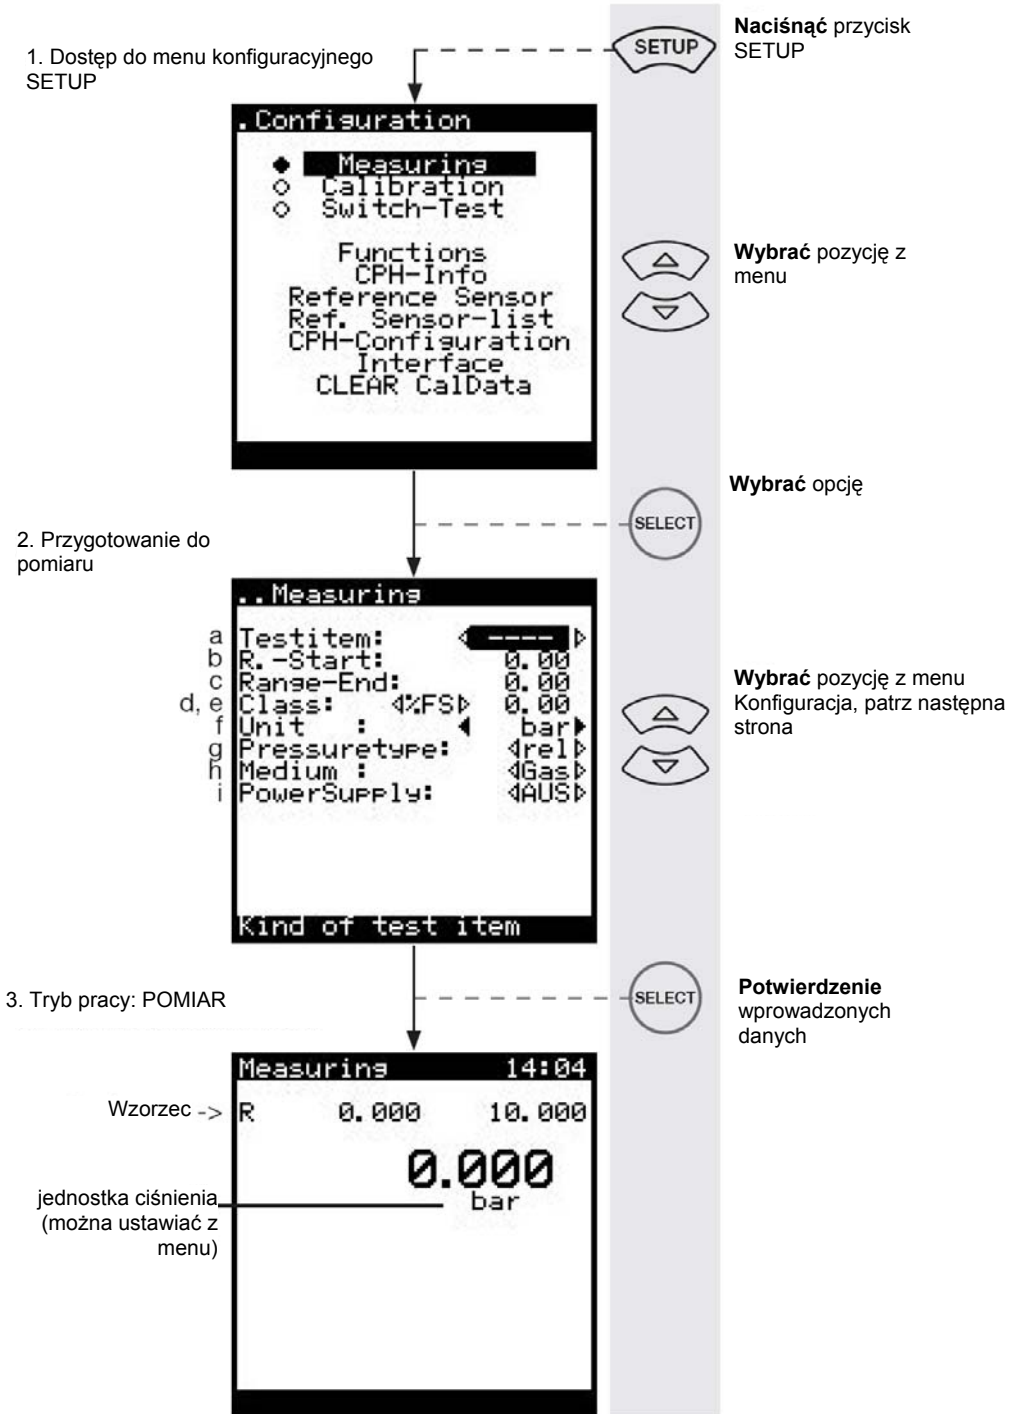 SETUP
Naciśnąć przycisk
SETUP
1. Dostęp do menu konfiguracyjnego
SETUP
.Configuration
Measuring
Calibration
Switch-Test
Functions
CPH-Info
Reference Sensor
Ref. Sensor-list
CPH-Configuration
Interface
CLEAR CalData
Wybrać pozycję z
menu
Wybrać opcję
SELECT
2. Przygotowanie do
pomiaru
..Measuring
a Testitem: ----
b R.-Start: 0.00
c Range-End: 0.00
d, e Class: %FS 0.00
f Unit : bar
g Pressuretype: rel
h Medium : Gas
i PowerSupply: AUS
Kind of test item
Wybrać pozycję z menu
Konfiguracja, patrz następna
strona
SELECT
Potwierdzenie
wprowadzonych
danych
3. Tryb pracy: POMIAR
Measuring 14:04
Wzorzec -> R 0.000 10.000
0.000
bar
jednostka ciśnienia
(można ustawiać z
menu)